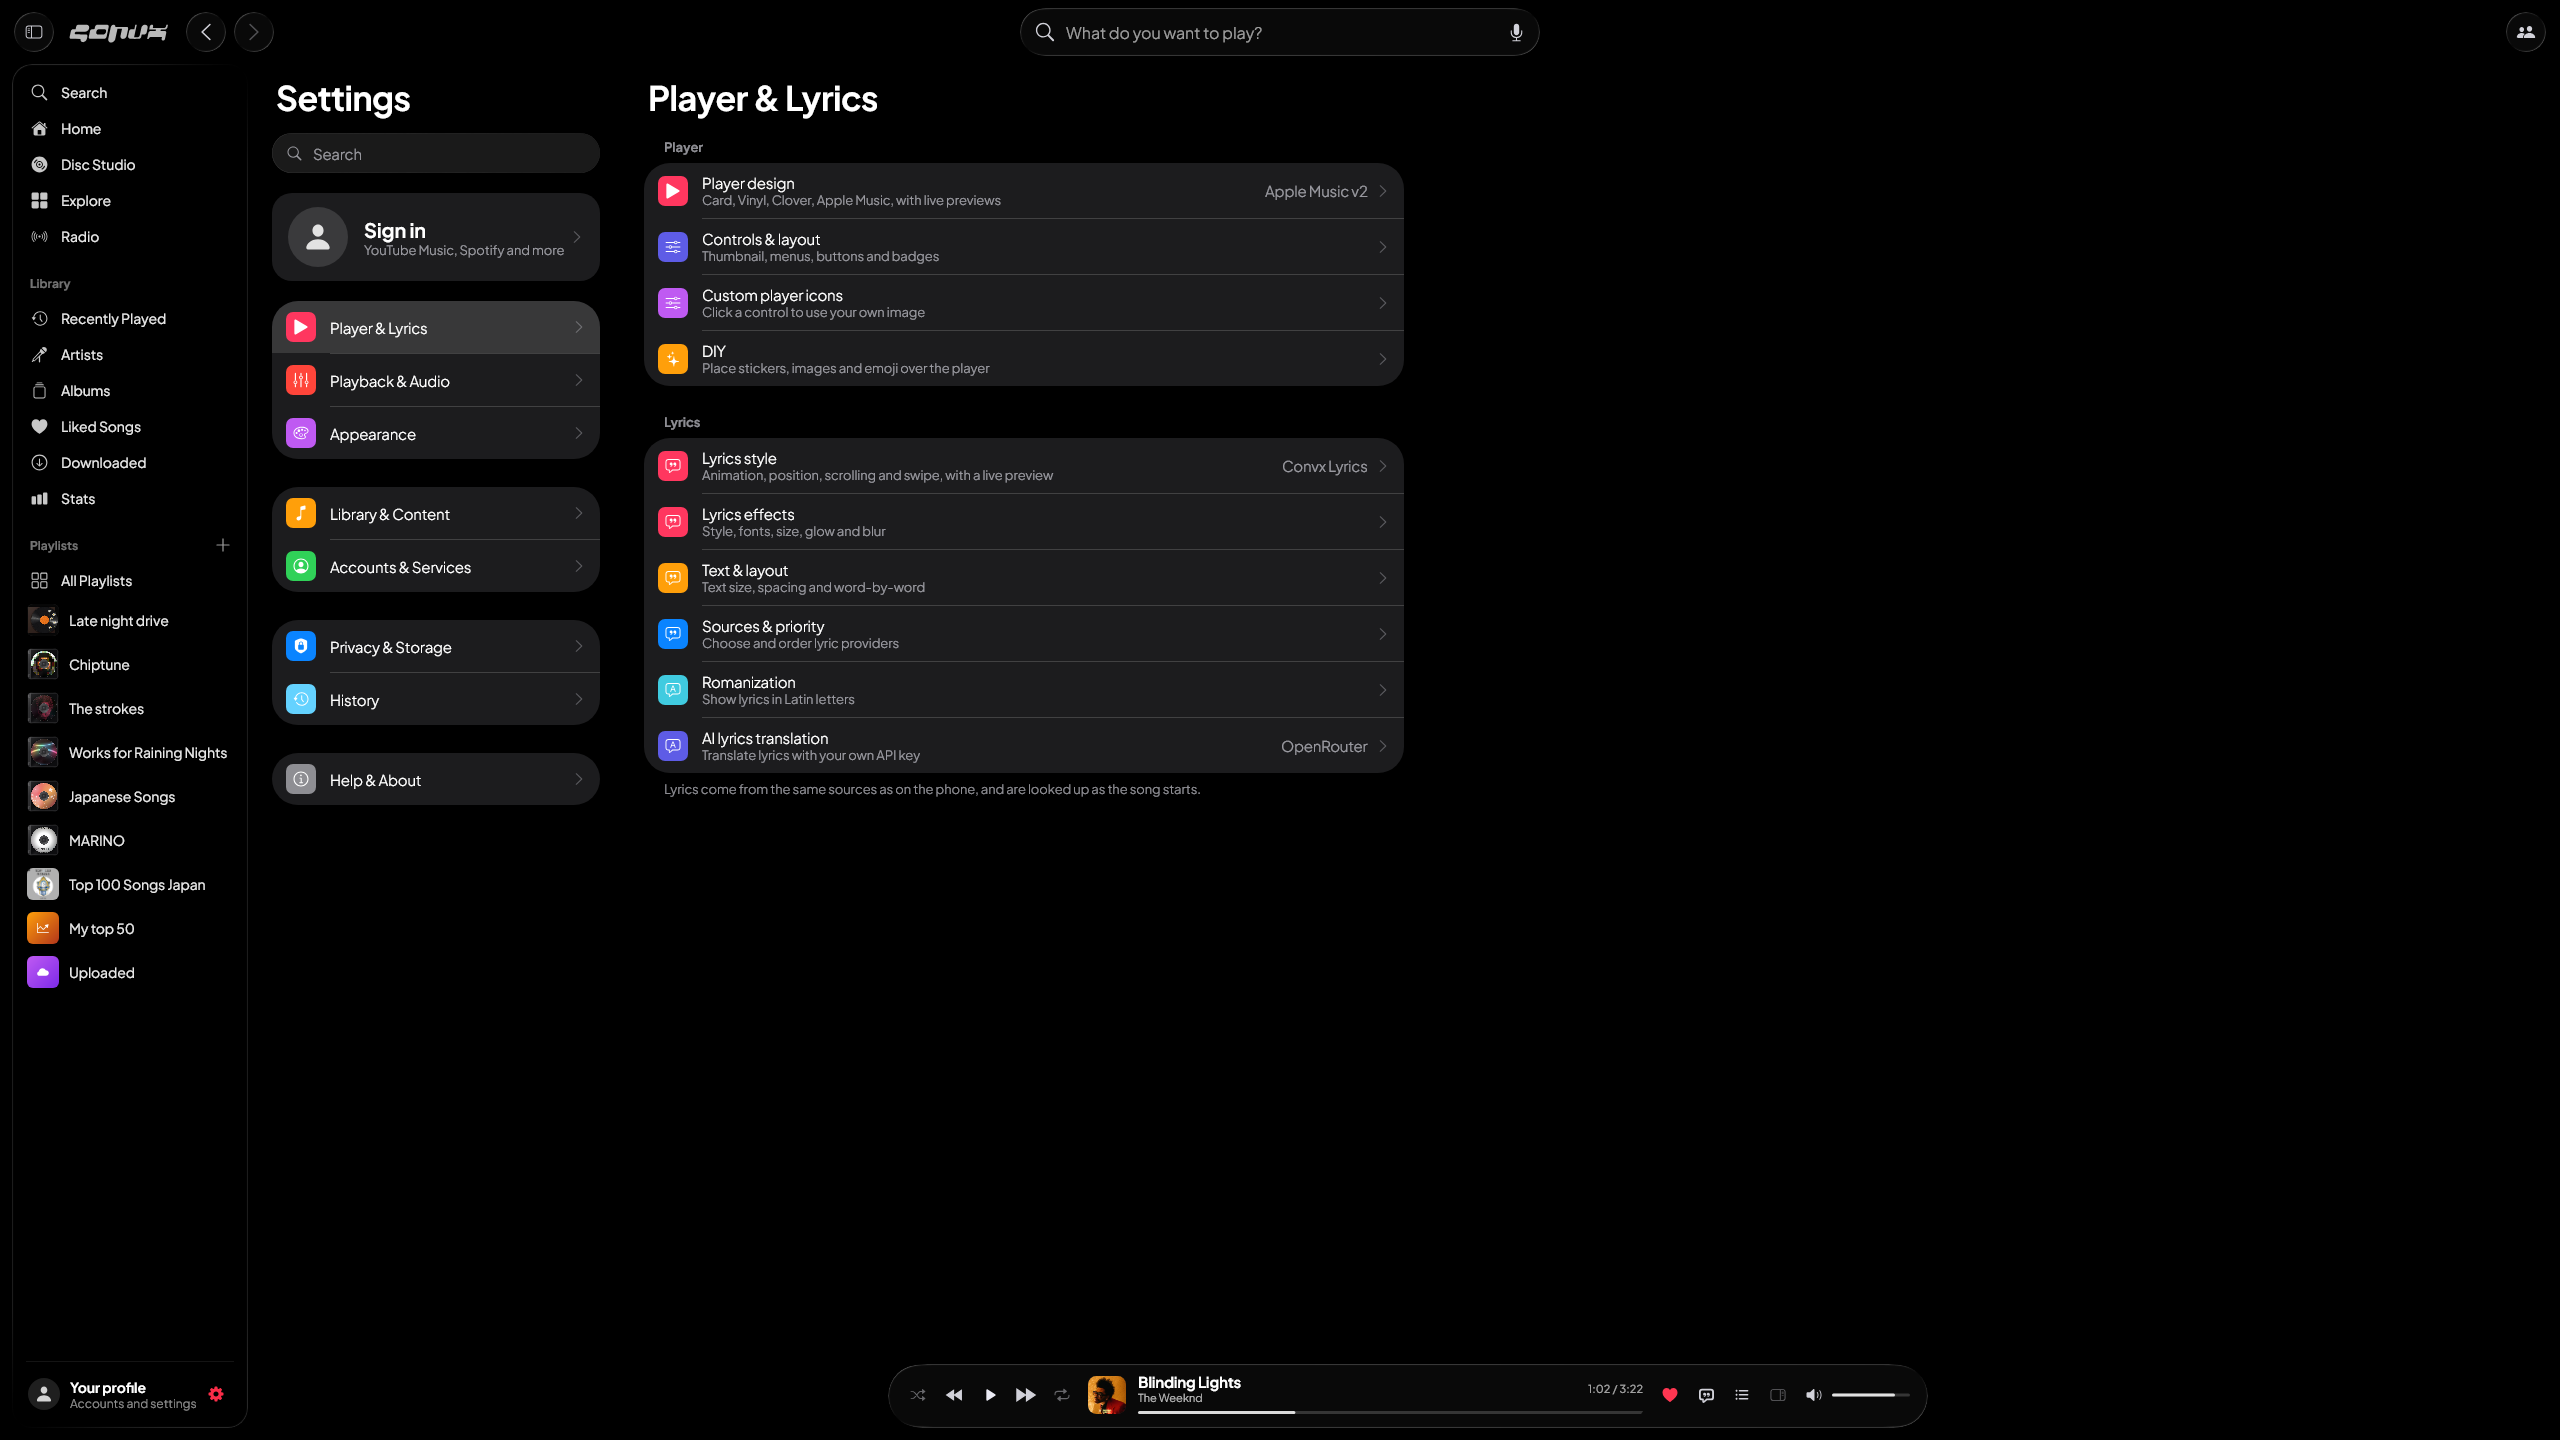 What do you want to play?
Search
Home
Disc Studio
Explore
Radio
Library
Recently Played
Artists
Albums
Liked Songs
Downloaded
Stats
Playlists
All Playlists
Late night drive
Chiptune
The strokes
Works for Raining Nights
Japanese Songs
MARINO
Top 100 Songs Japan
My top 50
Uploaded
Your profile
Accounts and settings
Settings
Search
Sign in
YouTube Music, Spotify and more
Player & Lyrics
Playback & Audio
Appearance
Library & Content
Accounts & Services
Privacy & Storage
History
Help & About
Player & Lyrics
Player
Player design
Card, Vinyl, Clover, Apple Music, with live previews
Apple Music v2
Controls & layout
Thumbnail, menus, buttons and badges
Custom player icons
Click a control to use your own image
DIY
Place stickers, images and emoji over the player
Lyrics
Lyrics style
Animation, position, scrolling and swipe, with a live preview
Convx Lyrics
Lyrics effects
Style, fonts, size, glow and blur
Text & layout
Text size, spacing and word-by-word
Sources & priority
Choose and order lyric providers
Romanization
Show lyrics in Latin letters
AI lyrics translation
Translate lyrics with your own API key
OpenRouter
Lyrics come from the same sources as on the phone, and are looked up as the song starts.
Blinding Lights
The Weeknd
1:02 / 3:22